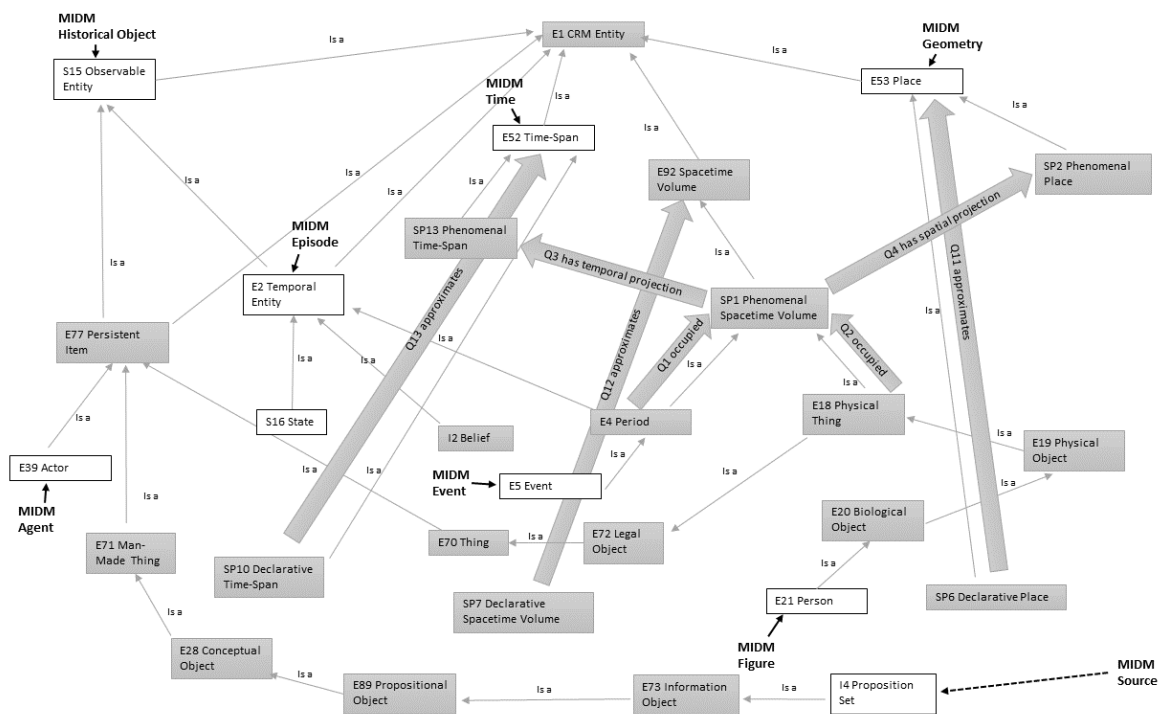 MIDM
Historical Object
E1 CRM Entity
MIDM
Geometry
S15 Observable
Entity
Is a
Is a
E53 Place
MIDM
Time
Is a
Is a
E52 Time-Span
Is a
Is a
E92 Spacetime
Volume
SP2 Phenomenal
Place
Is a
Is a
Is a
Is a
MIDM
Episode
SP13 Phenomenal
Time-Span
Q4 has spatial projection
Q3 has temporal projection
Is a
Q11 approximates
Is a
E2 Temporal
Entity
SP1 Phenomenal
Spacetime Volume
Q13 approximates
Q12 approximates
Is a
E77 Persistent
Item
Is a
Q1 occupied
Is a
Q2 occupied
Is a
Is a
Is a
Is a
S16 State
I2 Belief
E4 Period
E18 Physical
Thing
Is a
E19 Physical
Object
E39 Actor
Is a
Is a
Is a
Is a
MIDM
Event
E5 Event
MIDM
Agent
Is a
Is a
E20 Biological
Object
E71 Man-
Made Thing
E70 Thing
Is a
E72 Legal
Object
SP10 Declarative
Time-Span
Is a
SP7 Declarative
Spacetime Volume
E21 Person
SP6 Declarative Place
Is a
E28 Conceptual
Object
MIDM
Figure
MIDM
Source
Is a
E89 Propositional
Object
Is a
E73 Information
Object
Is a
I4 Proposition
Set